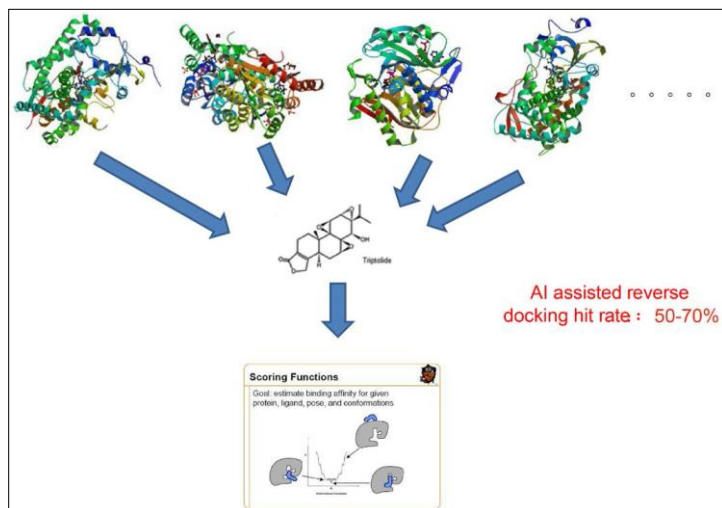 OH
O
O
O
O
O
H
Triptolide
AI assisted reverse
docking hit rate： 50-70%
Scoring Functions
Goal: estimate binding affinity for given
protein, ligand, pose, and conformations